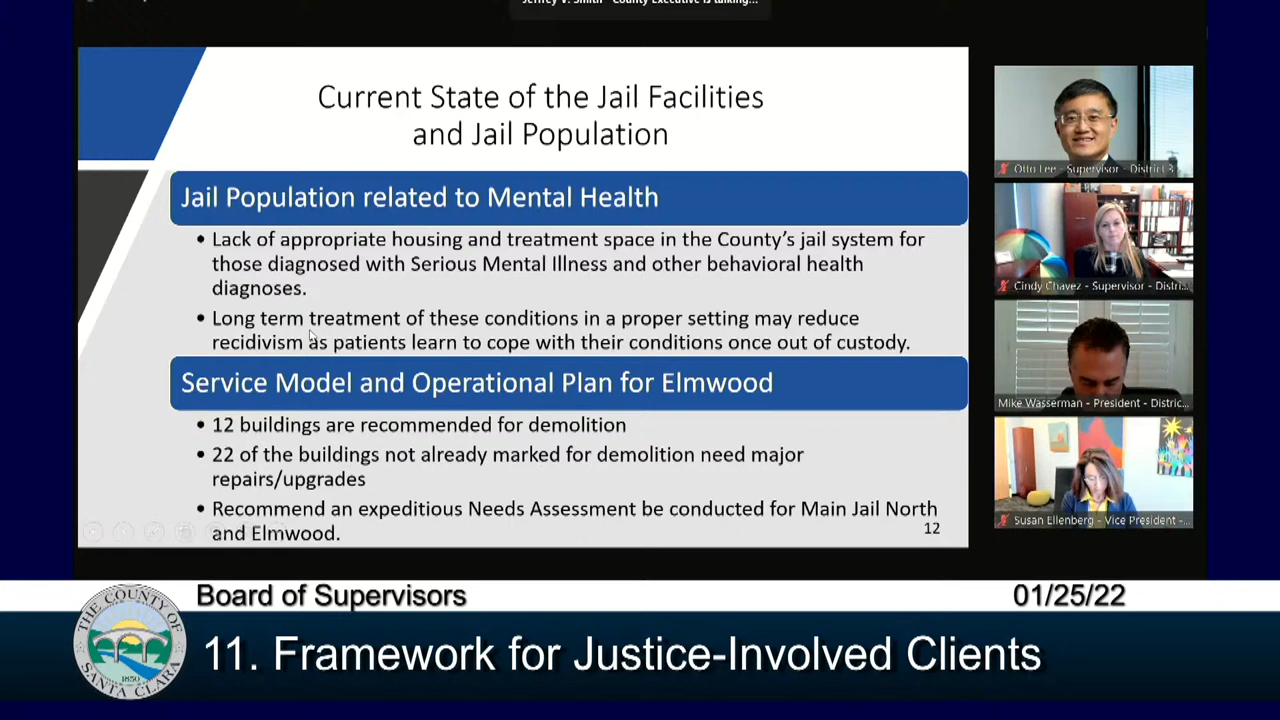 Jeffrey V. Smith - County Executive is talking...
Current State of the Jail Facilities
and Jail Population
Jail Population related to Mental Health
• Lack of appropriate housing and treatment space in the County's jail system for
those diagnosed with Serious Mental Illness and other behavioral health
diagnoses.
• Long term treatment of these conditions in a proper setting may reduce
recidivism as patients learn to cope with their conditions once out of custody.
Service Model and Operational Plan for Elmwood
• 12 buildings are recommended for demolition
• 22 of the buildings not already marked for demolition need major
repairs/upgrades
• Recommend an expeditious Needs Assessment be conducted for Main Jail North
and Elmwood.
12
Otto Lee - Supervisor - District 3
Cindy Chavez - Supervisor - Distri...
Mike Wasserman - President - Distric...
Susan Ellenberg - Vice President -...
Board of Supervisors
01/25/22
11. Framework for Justice-Involved Clients
THE COUNTY OF
SANTA CLARA
1850